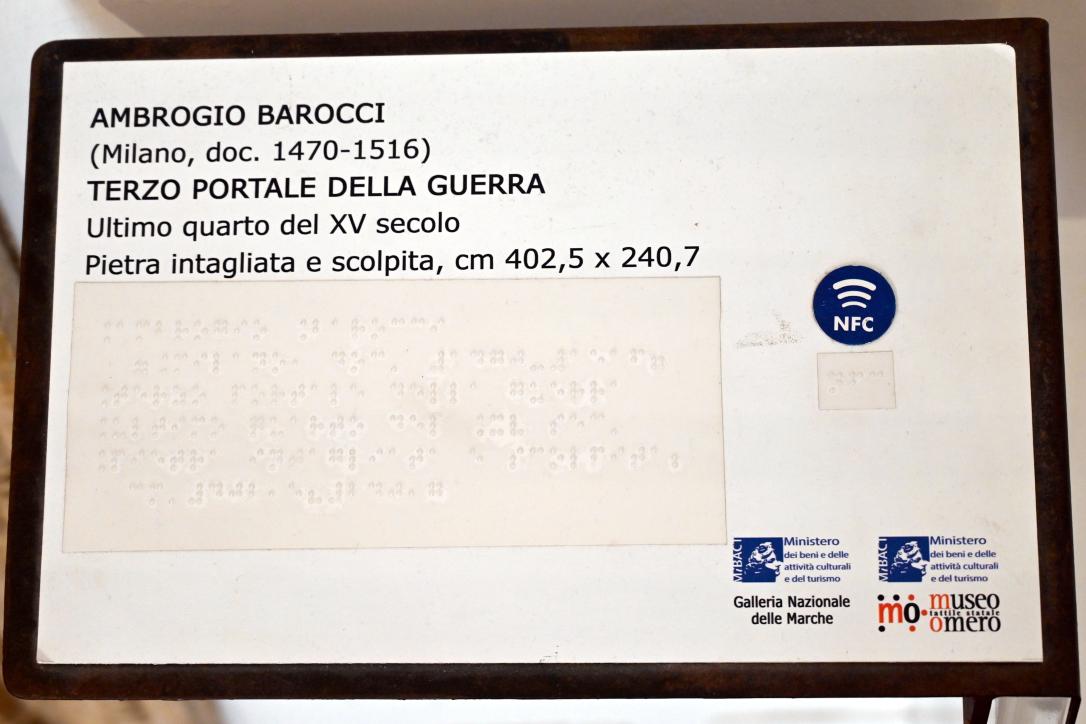 AMBROGIO BAROCCI
(Milano, doc. 1470-1516)
TERZO PORTALE DELLA GUERRA
Ultimo quarto del XV secolo
Pietra intagliata e scolpita, cm 402,5 x 240,7
NFC
MiBACT
Ministero
dei beni e delle
attività culturali
e del turismo
Galleria Nazionale
delle Marche
MiBACT
Ministero
dei beni e delle
attività culturali
e del turismo
mo
museo
tattile statale
omero